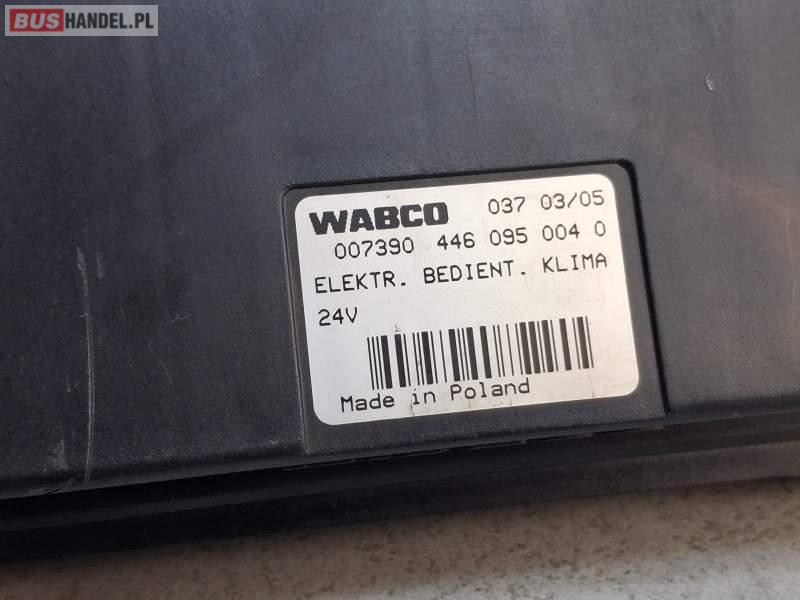 BUSHANDEL.PL
WABCO 037 03/05
007390 446 095 004 0
ELEKTR. BEDIENT. KLIMA
24V
Made in Poland